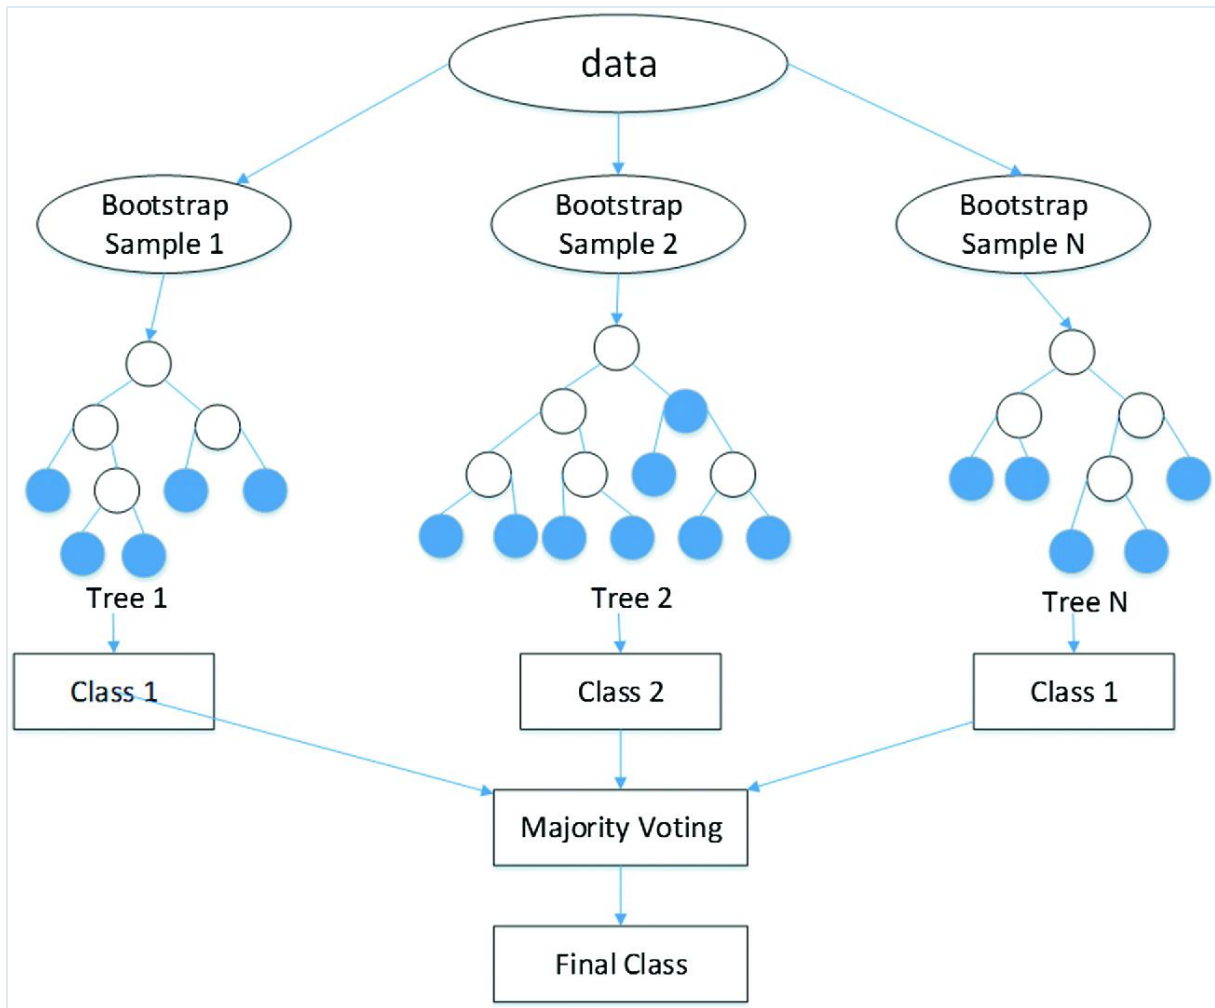 data
Bootstrap
Sample 1
Bootstrap
Sample 2
Bootstrap
Sample N
Tree 1
Tree 2
Tree N
Class 1
Class 2
Class 1
Majority Voting
Final Class